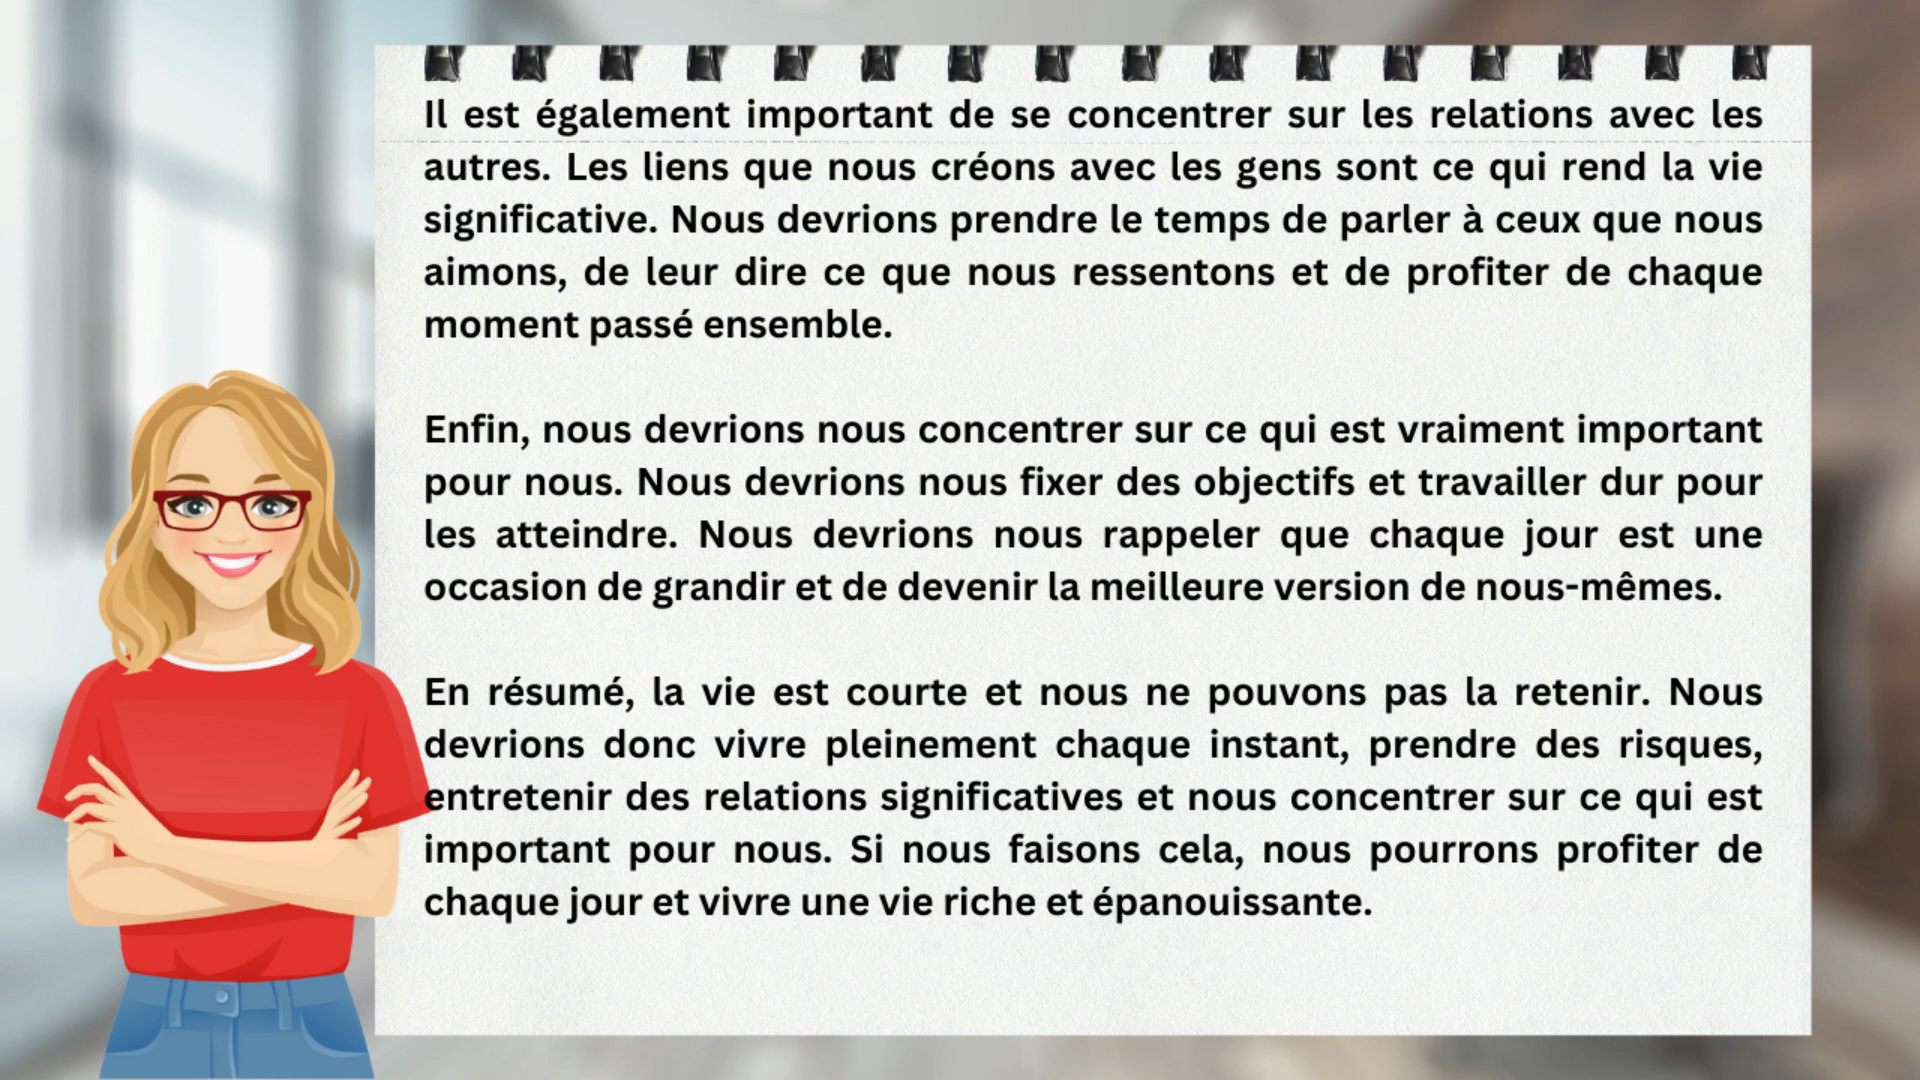 Il est également important de se concentrer sur les relations avec les
autres. Les liens que nous créons avec les gens sont ce qui rend la vie
significative. Nous devrions prendre le temps de parler à ceux que nous
aimons, de leur dire ce que nous ressentons et de profiter de chaque
moment passé ensemble.
Enfin, nous devrions nous concentrer sur ce qui est vraiment important
pour nous. Nous devrions nous fixer des objectifs et travailler dur pour
les atteindre. Nous devrions nous rappeler que chaque jour est une
occasion de grandir et de devenir la meilleure version de nous-mêmes.
En résumé, la vie est courte et nous ne pouvons pas la retenir. Nous
devrions donc vivre pleinement chaque instant, prendre des risques,
entretenir des relations significatives et nous concentrer sur ce qui est
important pour nous. Si nous faisons cela, nous pourrons profiter de
chaque jour et vivre une vie riche et épanouissante.